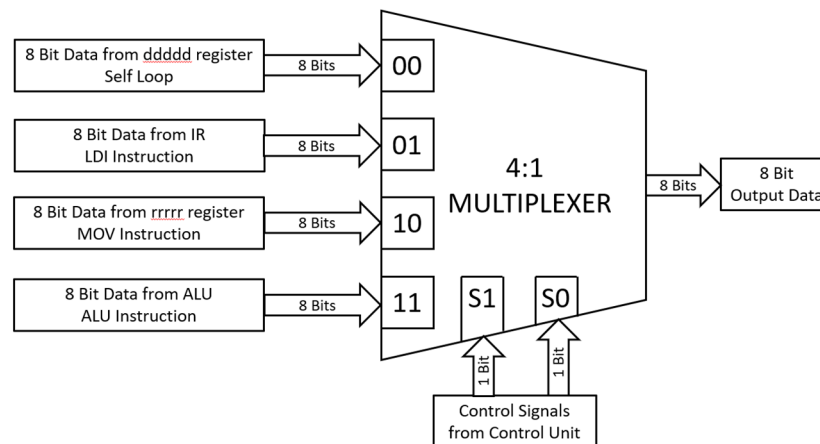 8 Bit Data from ddddd register
Self Loop
8 Bits
00
8 Bit Data from IR
LDI Instruction
8 Bits
01
8 Bit Data from rrrrr register
MOV Instruction
8 Bits
10
8 Bit Data from ALU
ALU Instruction
8 Bits
11
4:1
MULTIPLEXER
S1
S0
8 Bits
8 Bit
Output Data
1 Bit
1 Bit
Control Signals
from Control Unit